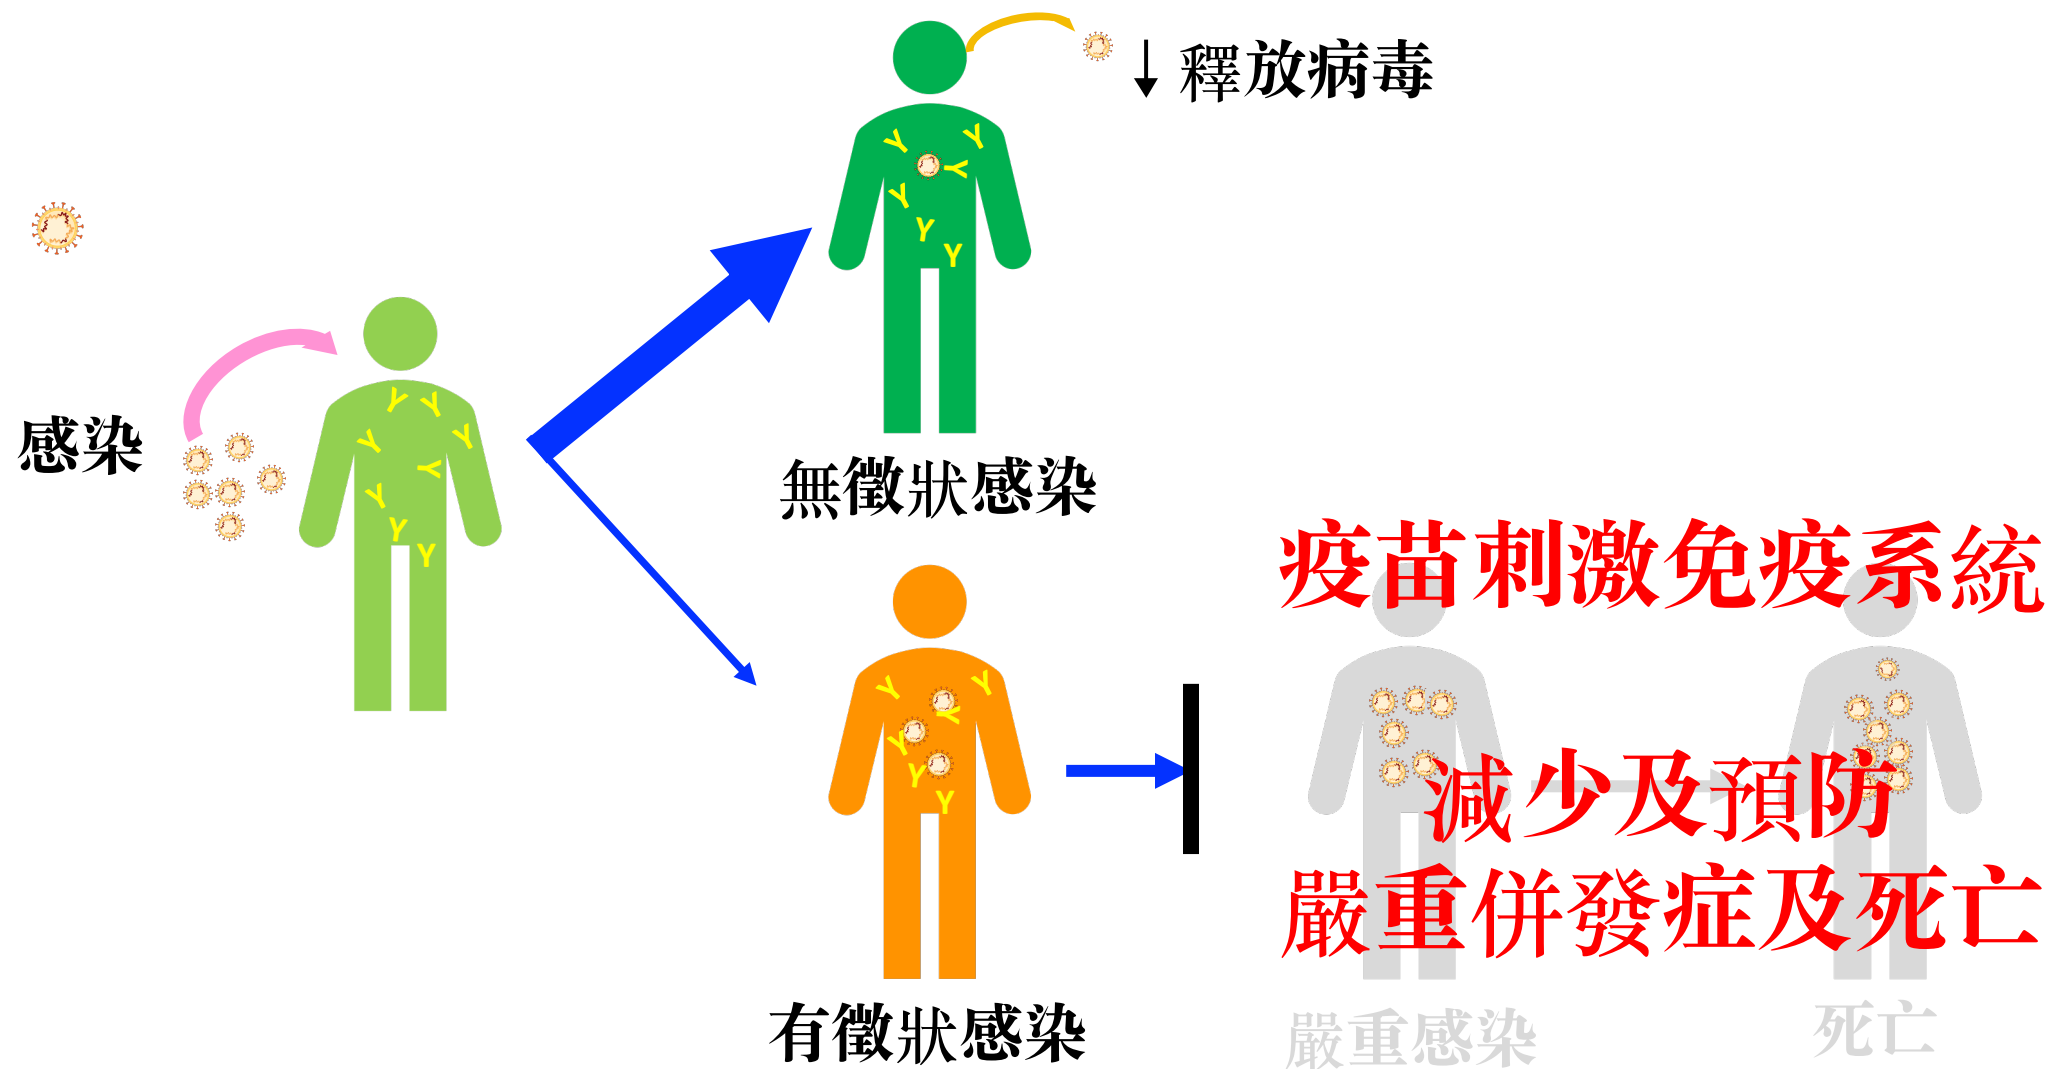 ↓釋放病毒
感染
無徵狀感染
疫苗刺激免疫系統
減少及預防
嚴重併發症及死亡
有徵狀感染
嚴重感染
死亡